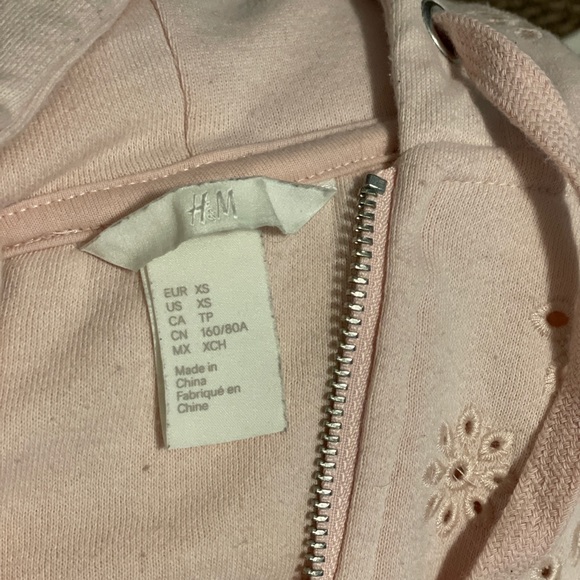 H&M
EUR XS
US XS
CA TP
CN 160/80A
MX XCH
Made in
China
Fabriqué en
Chine